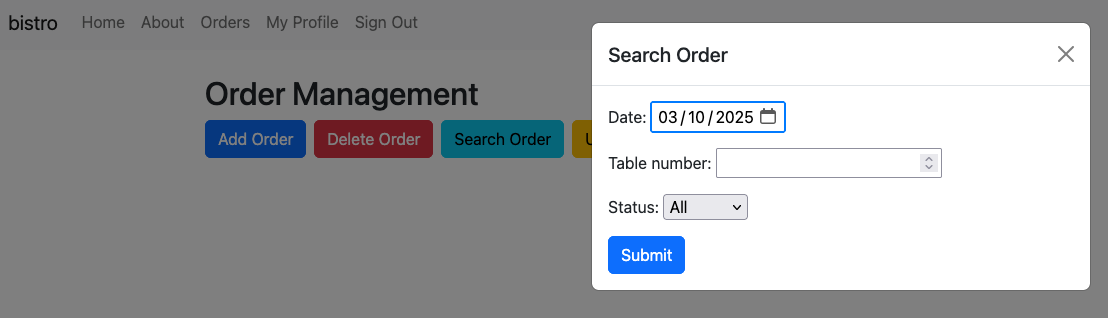 bistro Home About Orders My Profile Sign Out
Order Management
Add Order Delete Order Search Order
Search Order
Date: 03/10/2025
Table number:
Status: All
Submit